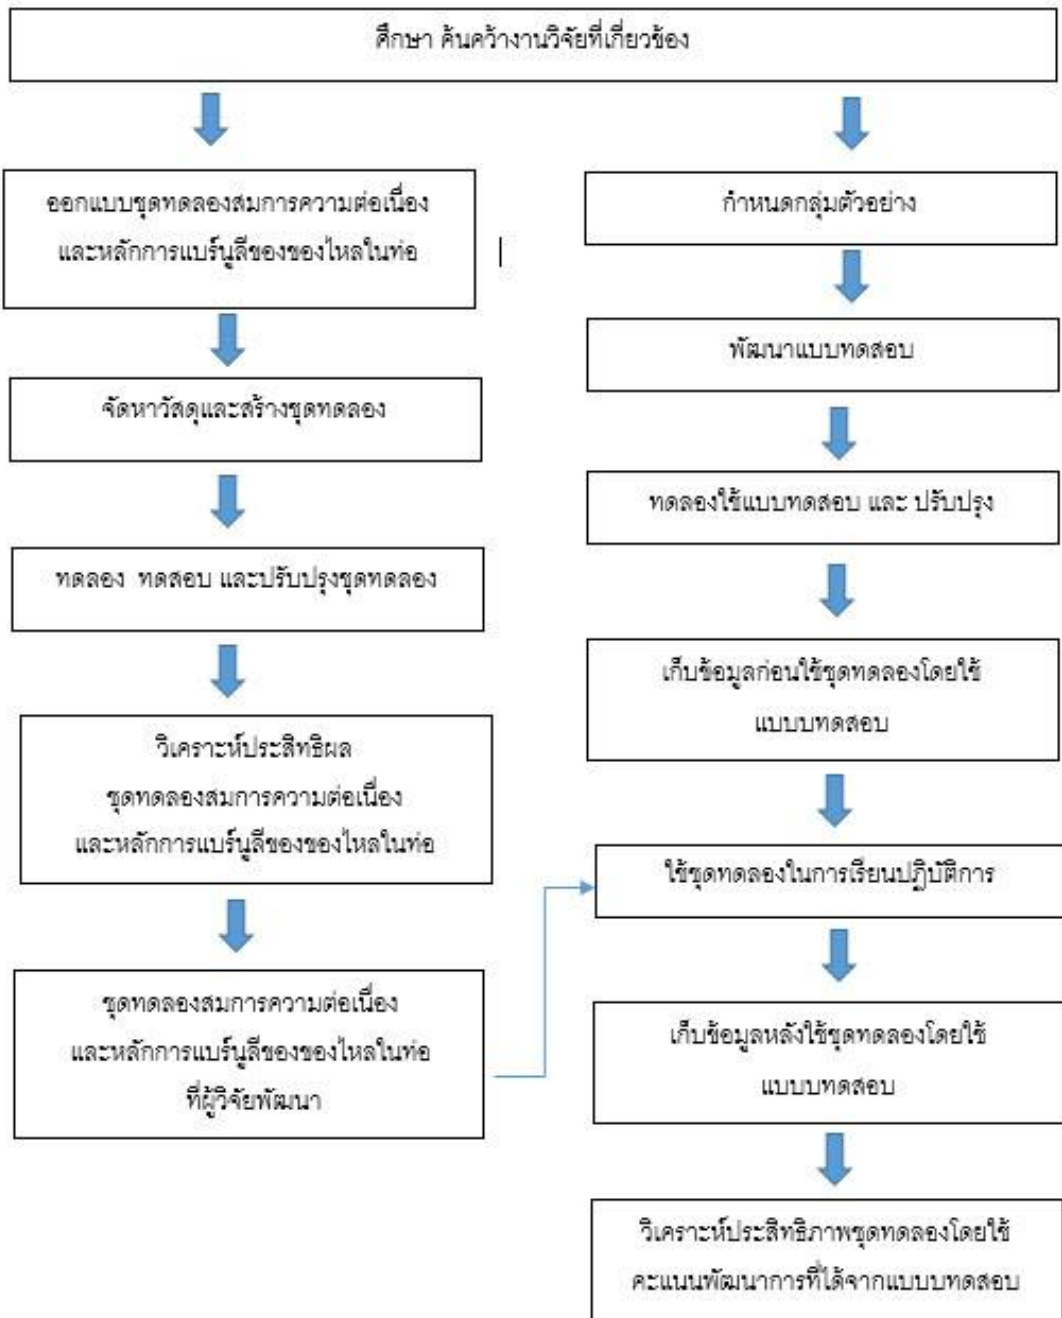 ศึกษา ค้นคว้างานวิจัยที่เกี่ยวข้อง
ออกแบบชุดทดลองสมการความต่อเนื่อง
และหลักการแบร์นูลีของของไหลในท่อ
จัดหาวัสดุและสร้างชุดทดลอง
ทดลอง ทดสอบ และปรับปรุงชุดทดลอง
วิเคราะห์ประสิทธิผล
ชุดทดลองสมการความต่อเนื่อง
และหลักการแบร์นูลีของของไหลในท่อ
ชุดทดลองสมการความต่อเนื่อง
และหลักการแบร์นูลีของของไหลในท่อ
ที่ผู้วิจัยพัฒนา
กำหนดกลุ่มตัวอย่าง
พัฒนาแบบทดสอบ
ทดลองใช้แบบทดสอบ และ ปรับปรุง
เก็บข้อมูลก่อนใช้ชุดทดลองโดยใช้
แบบบทดสอบ
ใช้ชุดทดลองในการเรียนปฏิบัติการ
เก็บข้อมูลหลังใช้ชุดทดลองโดยใช้
แบบบทดสอบ
วิเคราะห์ประสิทธิภาพชุดทดลองโดยใช้
คะแนนพัฒนาการที่ได้จากแบบบทดสอบ